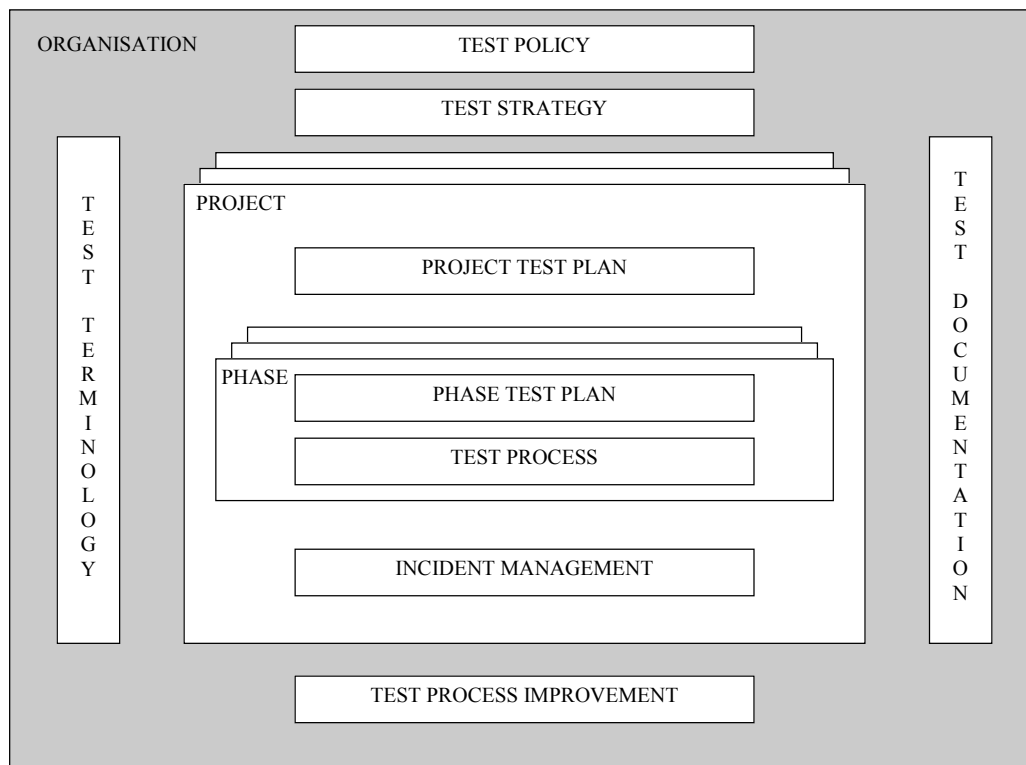 ORGANISATION
TEST POLICY
TEST STRATEGY
TEST TERMINOLOGY
PROJECT
PROJECT TEST PLAN
PHASE
PHASE TEST PLAN
TEST PROCESS
INCIDENT MANAGEMENT
TEST DOCUMENTATION
TEST PROCESS IMPROVEMENT